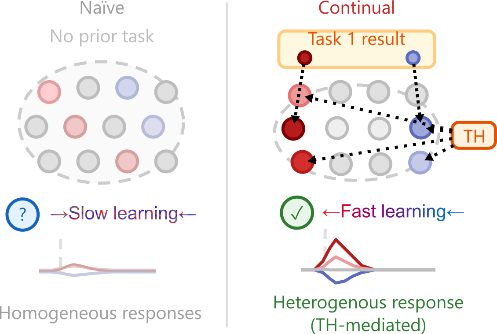 Naïve
No prior task
?
→Slow learning←
Homogeneous responses
Continual
Task 1 result
TH
✓
←Fast learning←
Heterogenous response
(TH-mediated)